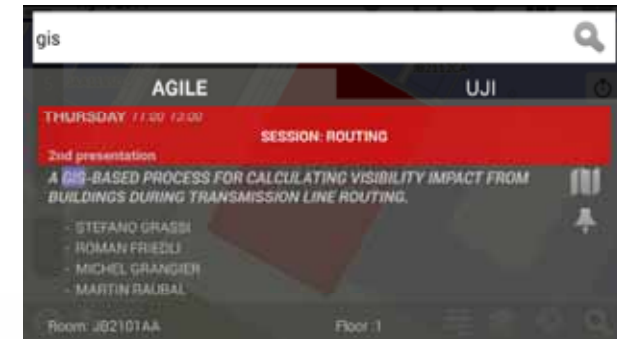 gis
AGILE UJI
THURSDAY 11:00 13:00
SESSION: ROUTING
2nd presentation
A GIS-BASED PROCESS FOR CALCULATING VISIBILITY IMPACT FROM
BUILDINGS DURING TRANSMISSION LINE ROUTING.
- STEFANO GRASSI
- ROMAN FRIEDLI
- MICHEL GRANGIER
- MARTIN RAUBAL
Room: JB2101AA Floor :1